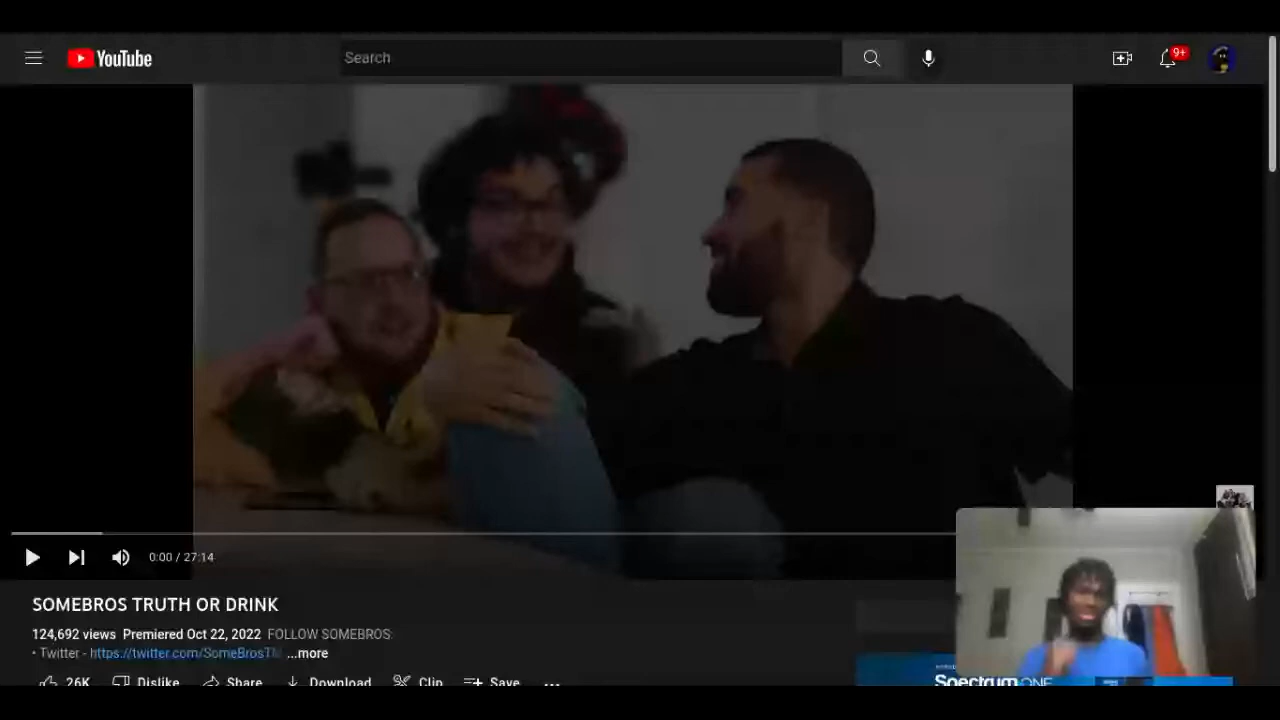 YouTube
Search
9+
0:00 / 27:14
SOMEBROS TRUTH OR DRINK
124,692 views Premiered Oct 22, 2022 FOLLOW SOMEBROS:
• Twitter - https://twitter.com/SomeBrosTM ...more
26K Dislike Share Download Clip Save
Spectrum ONE